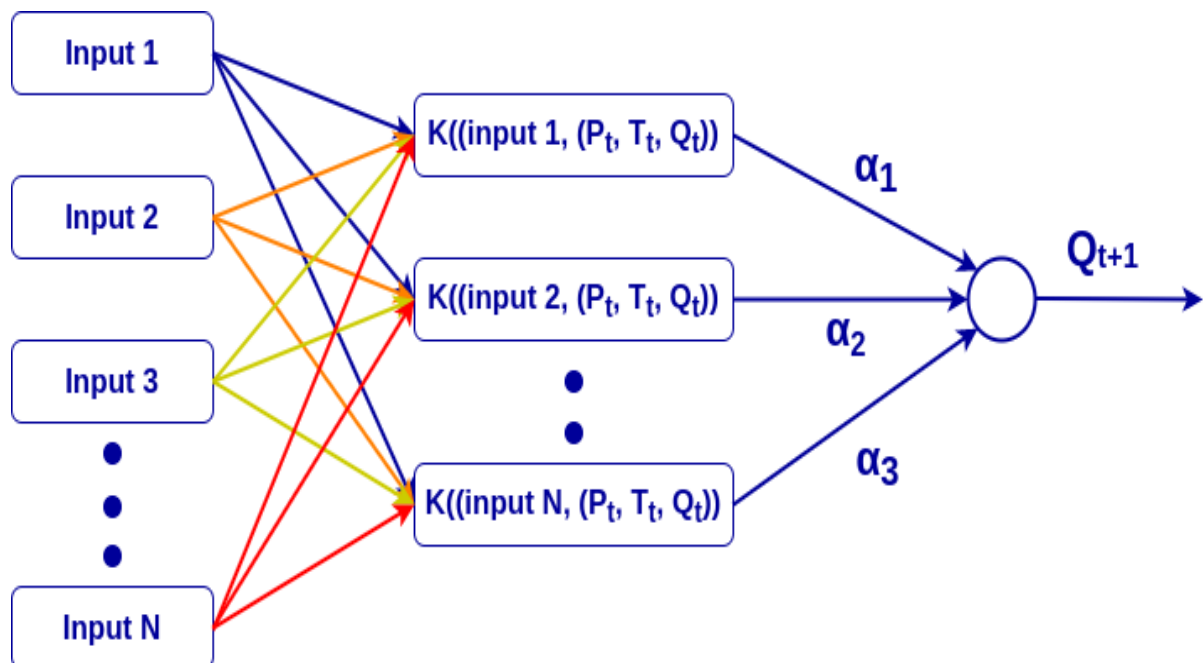 Input 1
Input 2
Input 3
Input N
K((input 1, (Pt, Tt, Qt))
K((input 2, (Pt, Tt, Qt))
K((input N, (Pt, Tt, Qt))
α1
α2
α3
Qt+1